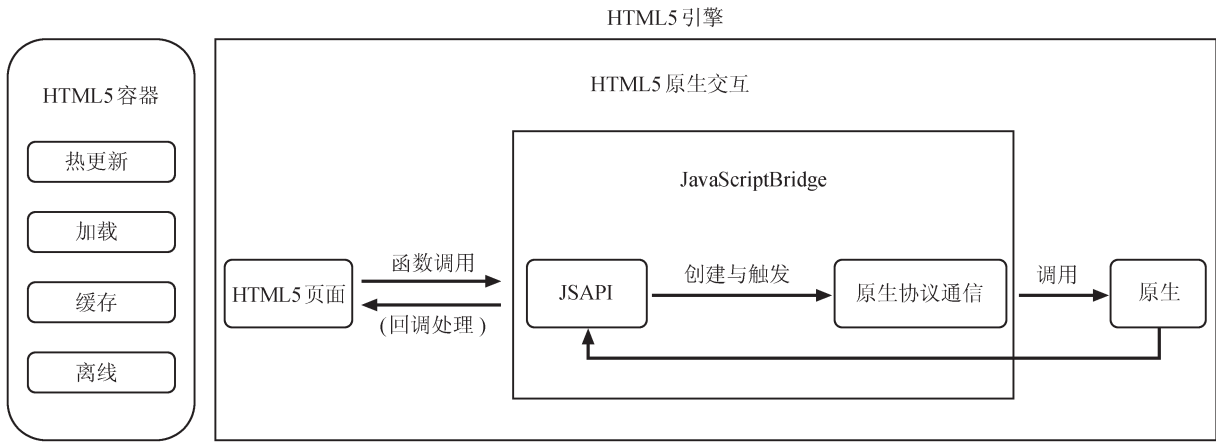 HTML5引擎
HTML5容器
热更新
加载
缓存
离线
HTML5原生交互
JavaScriptBridge
HTML5页面
函数调用
(回调处理)
JSAPI
创建与触发
原生协议通信
调用
原生